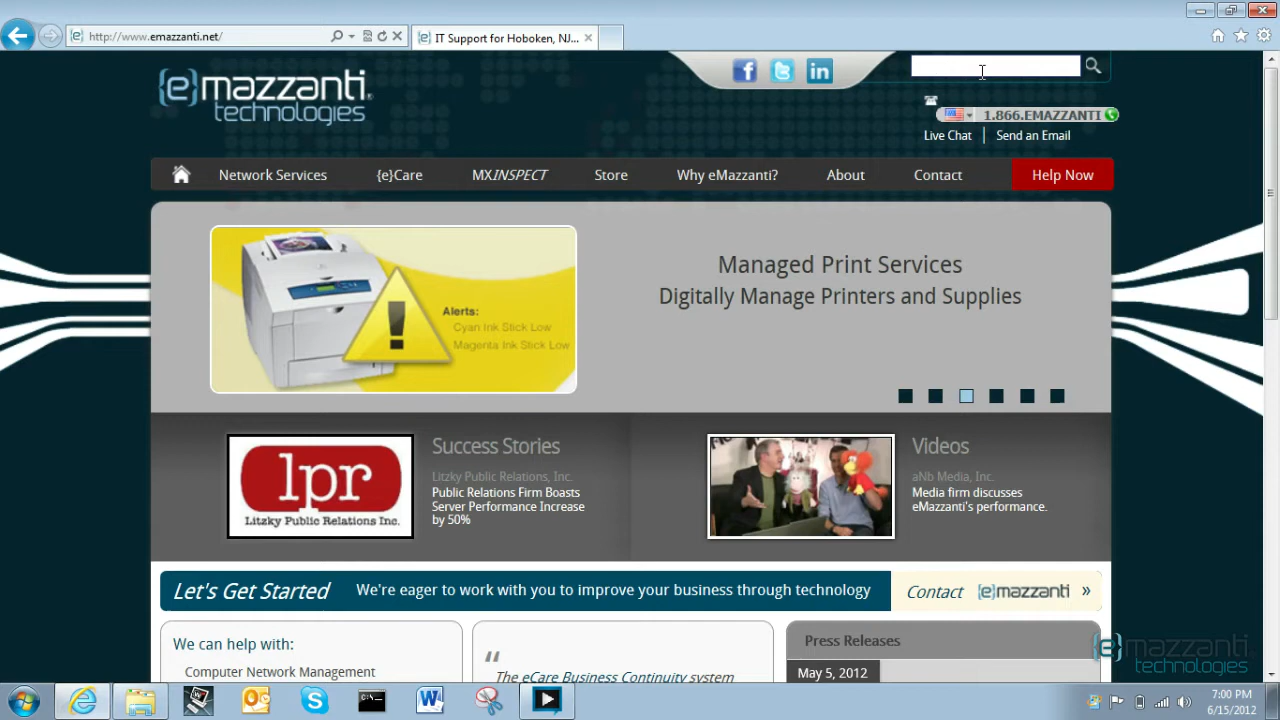 http://www.emazzanti.net/
IT Support for Hoboken, NJ...
{e}mazzanti
technologies
1.866.EMAZZANTI
Live Chat | Send an Email
Network Services
{e}Care
MXINSPECT
Store
Why eMazzanti?
About
Contact
Help Now
Alerts:
Cyan Ink Stick Low
Magenta Ink Stick Low
Managed Print Services
Digitally Manage Printers and Supplies
lpr
Litzky Public Relations Inc.
Success Stories
Litzky Public Relations, Inc.
Public Relations Firm Boasts
Server Performance Increase
by 50%
Videos
aNb Media, Inc.
Media firm discusses
eMazzanti's performance.
Let's Get Started
We're eager to work with you to improve your business through technology
Contact {e}mazzanti »
We can help with:
Computer Network Management
“
The eCare Business Continuity system
Press Releases
May 5, 2012
{e}mazzanti
technologies
7:00 PM
6/15/2012